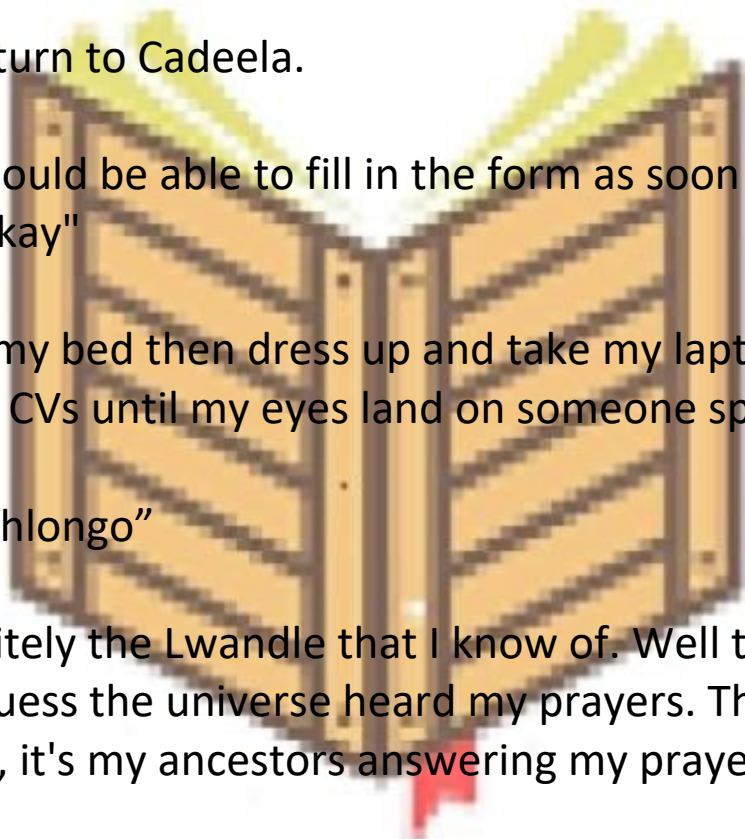 turn to Cadeela.
ould be able to fill in the form as soon
kay"
my bed then dress up and take my lapt
CVs until my eyes land on someone sp
hlongo”
itely the Lwandle that I know of. Well t
uess the universe heard my prayers. Th
, it's my ancestors answering my praye